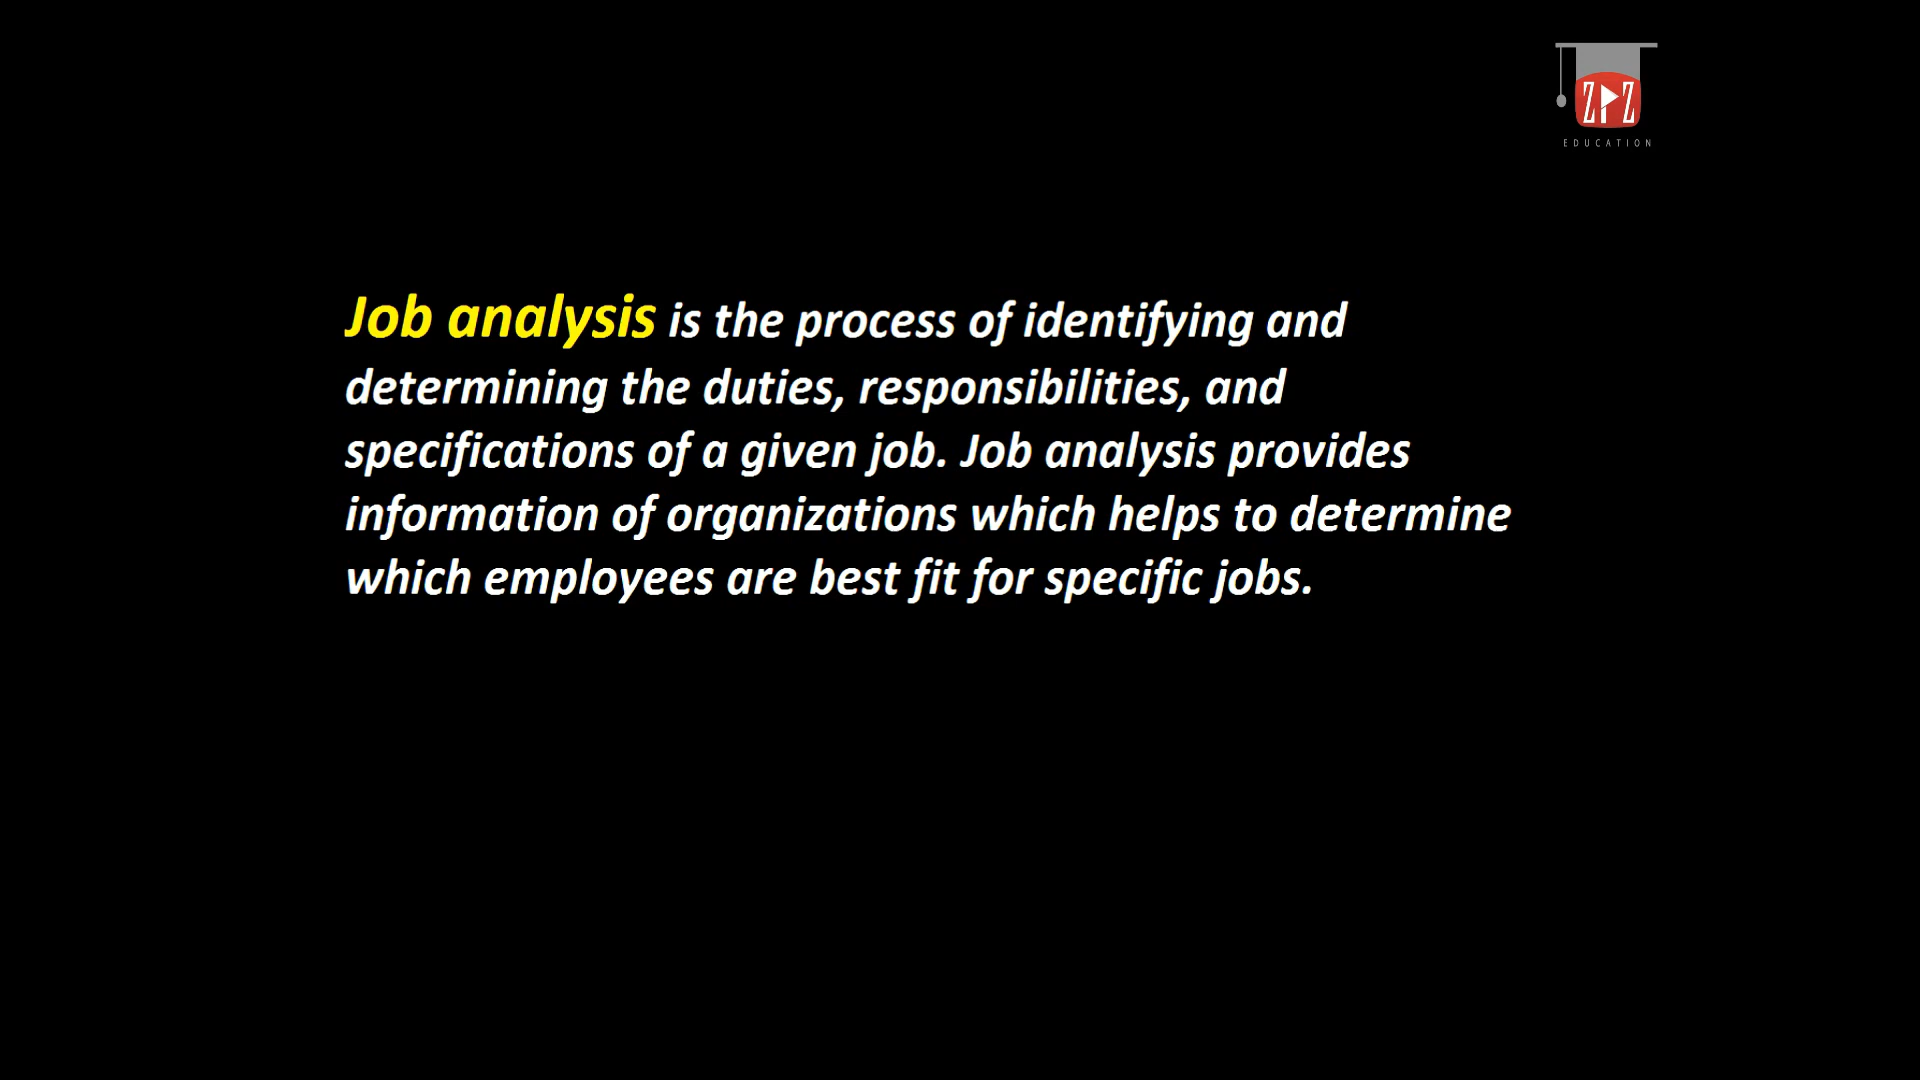 ZPZ
EDUCATION
Job analysis is the process of identifying and
determining the duties, responsibilities, and
specifications of a given job. Job analysis provides
information of organizations which helps to determine
which employees are best fit for specific jobs.